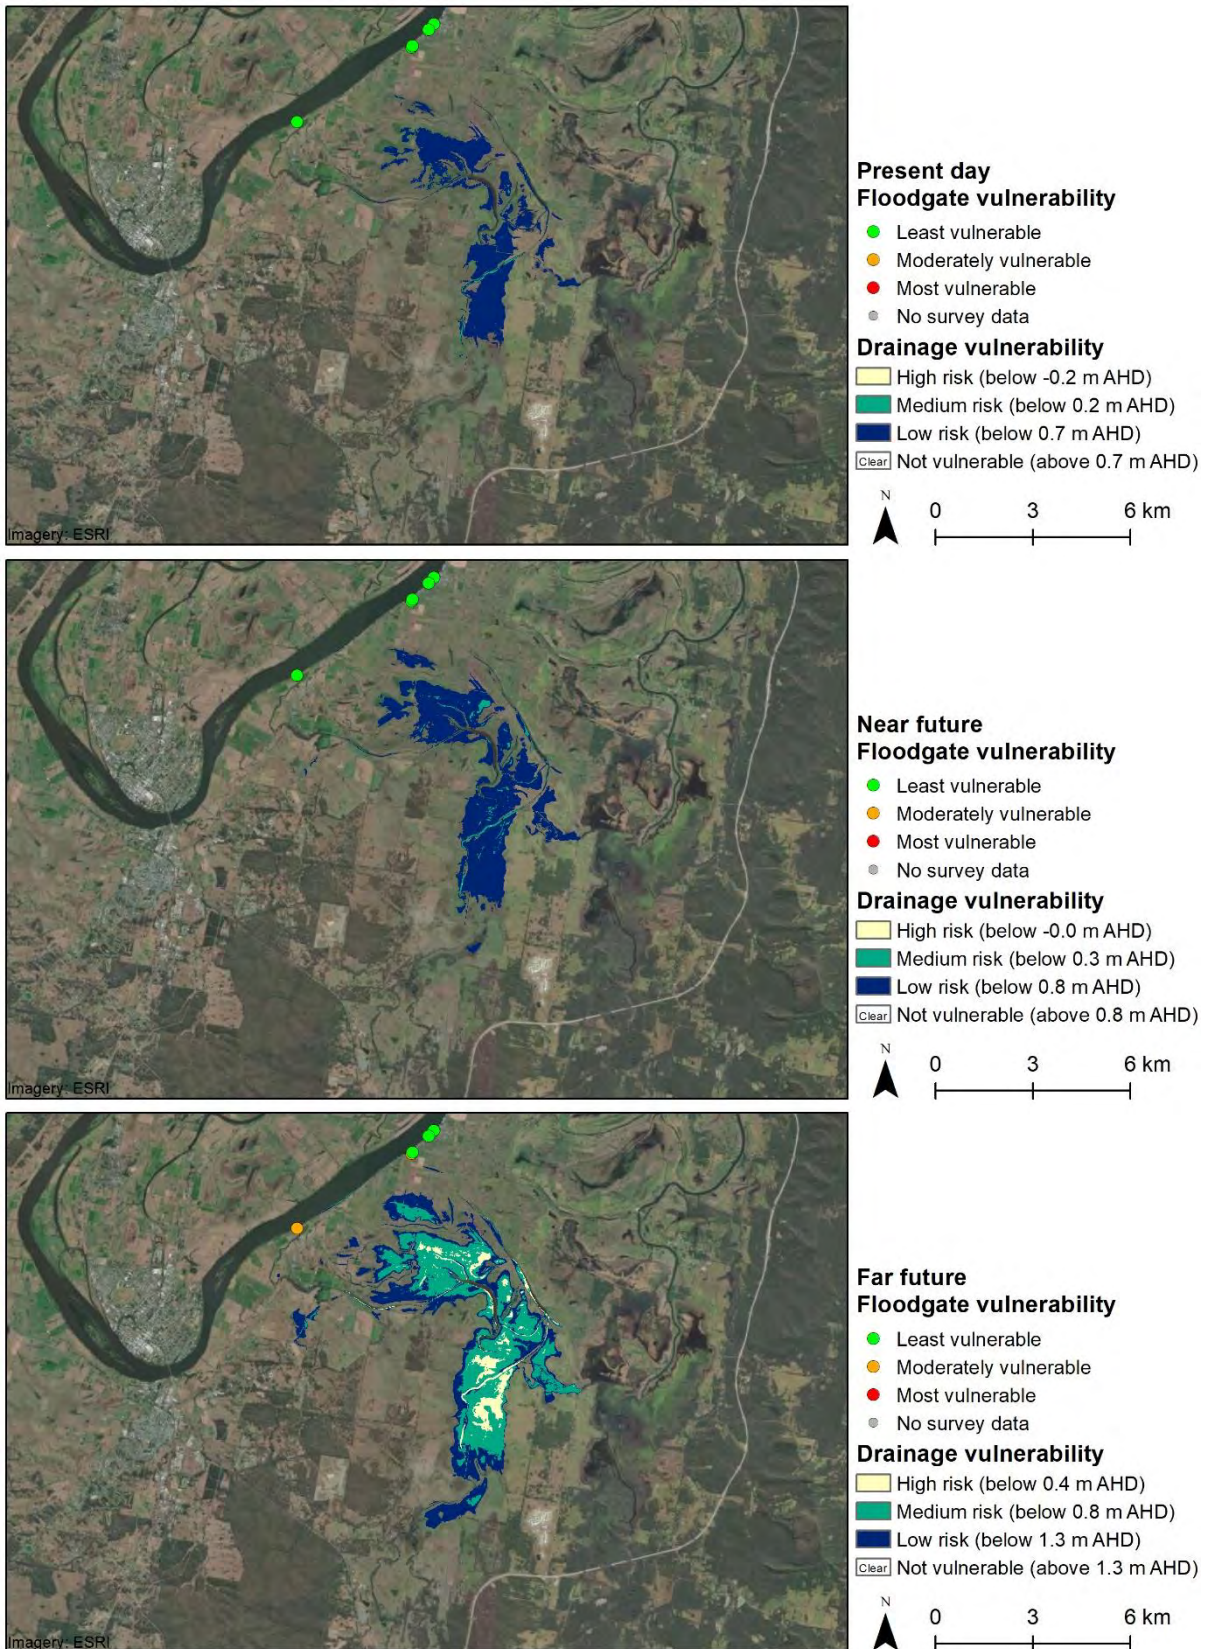 Present day
Floodgate vulnerability
Least vulnerable
Moderately vulnerable
Most vulnerable
No survey data
Drainage vulnerability
High risk (below -0.2 m AHD)
Medium risk (below 0.2 m AHD)
Low risk (below 0.7 m AHD)
Clear Not vulnerable (above 0.7 m AHD)
N
0 3 6 km
Imagery: ESRI
Near future
Floodgate vulnerability
Least vulnerable
Moderately vulnerable
Most vulnerable
No survey data
Drainage vulnerability
High risk (below -0.0 m AHD)
Medium risk (below 0.3 m AHD)
Low risk (below 0.8 m AHD)
Clear Not vulnerable (above 0.8 m AHD)
N
0 3 6 km
Imagery: ESRI
Far future
Floodgate vulnerability
Least vulnerable
Moderately vulnerable
Most vulnerable
No survey data
Drainage vulnerability
High risk (below 0.4 m AHD)
Medium risk (below 0.8 m AHD)
Low risk (below 1.3 m AHD)
Clear Not vulnerable (above 1.3 m AHD)
N
0 3 6 km
Imagery: ESRI